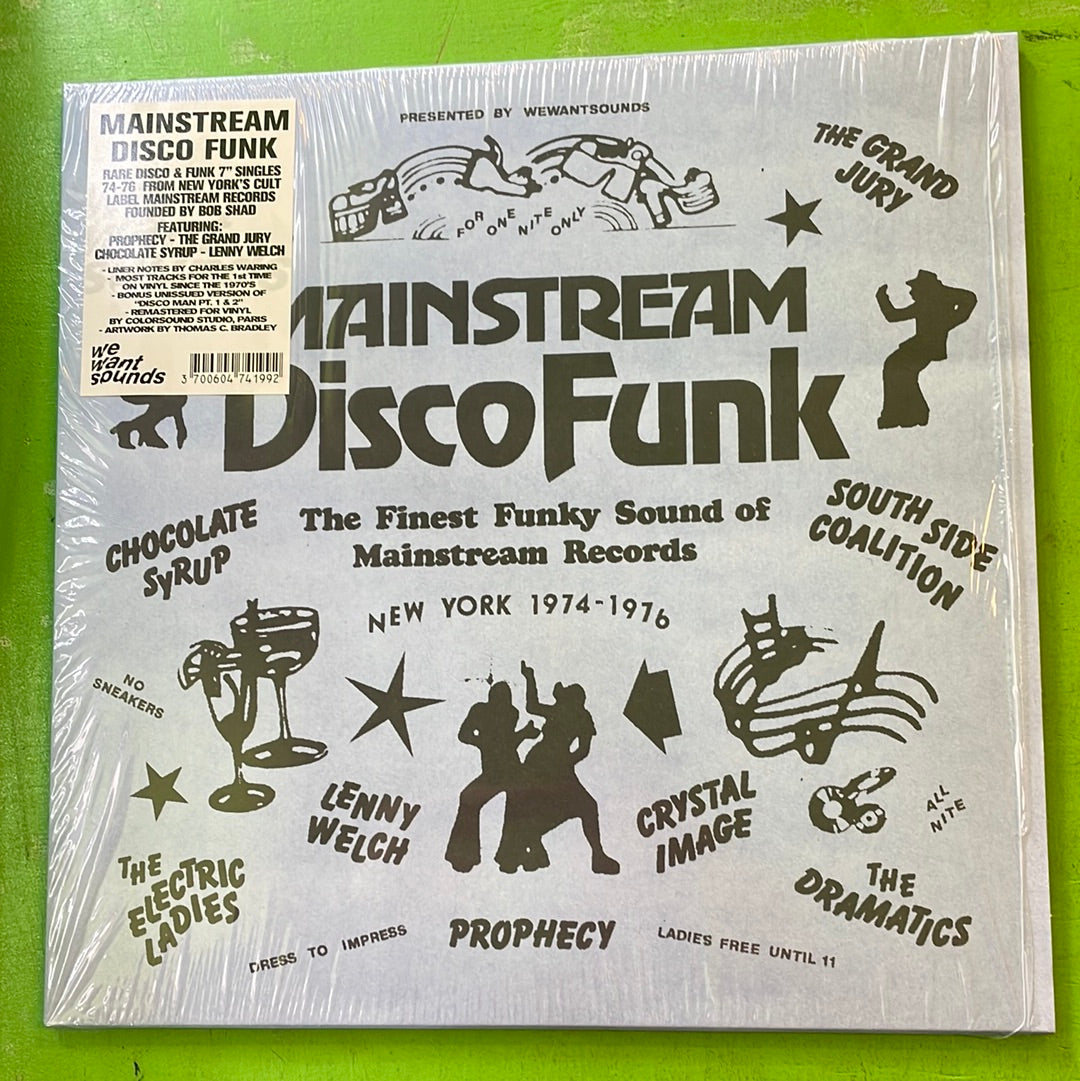 MAINSTREAM
DISCO FUNK
RARE DISCO & FUNK 7" SINGLES
74-76 FROM NEW YORK'S CULT
LABEL MAINSTREAM RECORDS
FOUNDED BY BOB SHAD
FEATURING:
PROPHECY - THE GRAND JURY
CHOCOLATE SYRUP - LENNY WELCH
- LINER NOTES BY CHARLES WARING
- MOST TRACKS FOR THE 1st TIME
ON VINYL SINCE THE 1970'S
- BONUS UNISSUED VERSION OF
"DISCO MAN PT. 1 & 2"
- REMASTERED FOR VINYL
BY COLORSOUND STUDIO, PARIS
- ARTWORK BY THOMAS C. BRADLEY
we
want
sounds
3 700604 741992
PRESENTED BY WEWANTSOUNDS
FOR ONE NITE ONLY
THE GRAND
JURY
MAINSTREAM
DiscoFunk
The Finest Funky Sound of
Mainstream Records
NEW YORK 1974-1976
CHOCOLATE
SYRUP
SOUTH SIDE
COALITION
NO
SNEAKERS
LENNY
WELCH
CRYSTAL
IMAGE
ALL
NITE
THE
ELECTRIC
LADIES
THE
DRAMATICS
DRESS TO IMPRESS
PROPHECY
LADIES FREE UNTIL 11